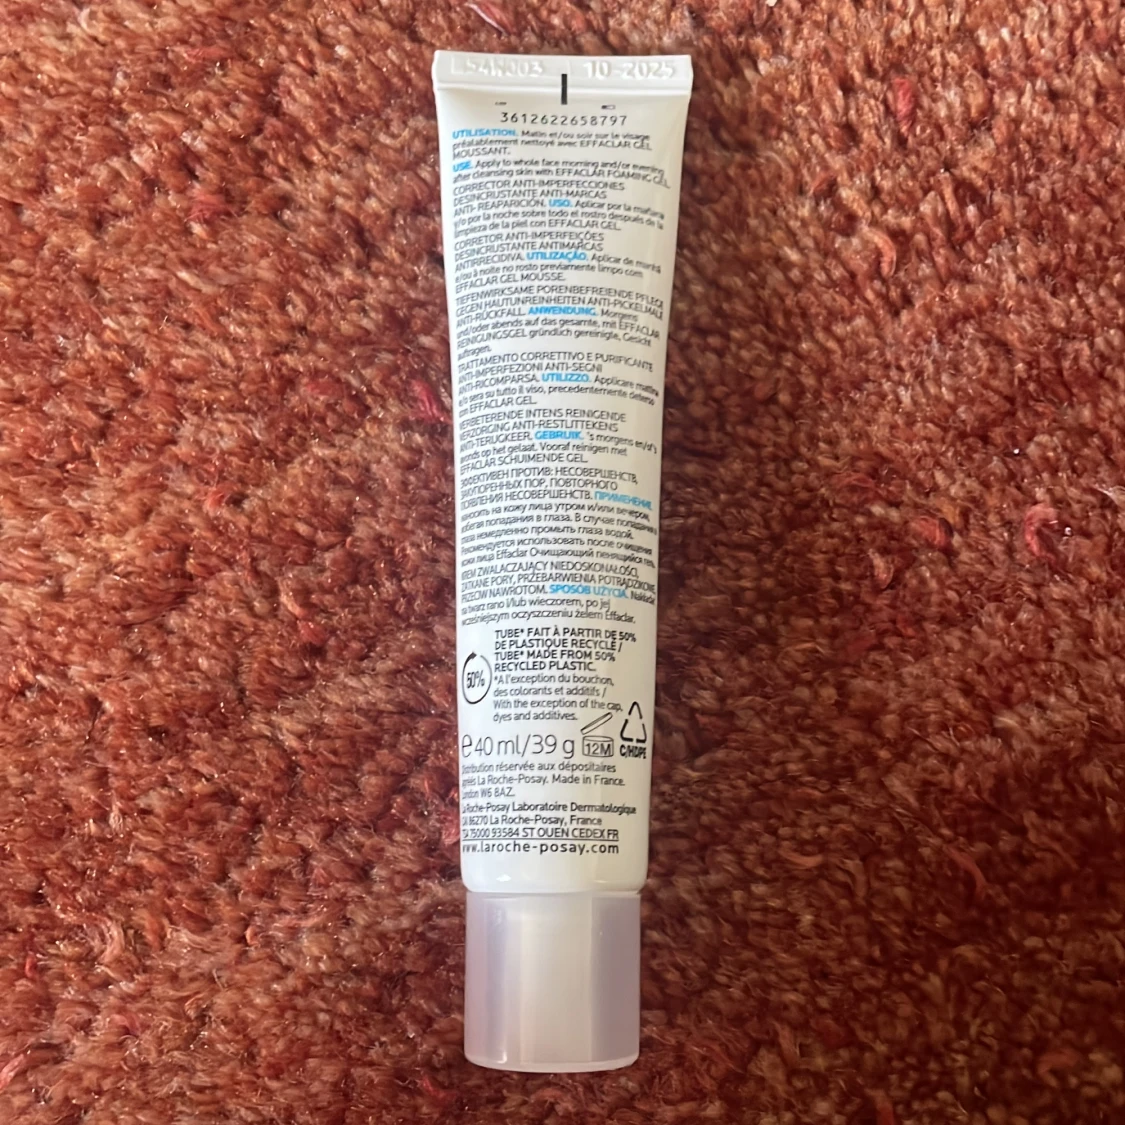 L54H003 10-2025
3612622658797
UTILISATION. Matin et/ou soir sur le visage
préalablement nettoyé avec EFFACLAR GEL
MOUSSANT.
USE. Apply to whole face morning and/or evening
after cleansing skin with EFFACLAR FOAMING GEL.
CORRECTOR ANTI-IMPERFECCIONES
DESINCRUSTANTE ANTI-MARCAS
ANTI- REAPARICIÓN. USO. Aplicar por la mañana
y/o por la noche sobre todo el rostro después de la
limpieza de la piel con EFFACLAR GEL.
CORRETOR ANTI-IMPERFEIÇÕES
DESINCRUSTANTE ANTIMARCAS
ANTIRRECIDIVA. UTILIZAÇÃO. Aplicar de manhã
e/ou à noite no rosto previamente limpo com
EFFACLAR GEL MOUSSE.
TIEFENWIRKSAME PORENBEFREIENDE PFLEGE
GEGEN HAUTUNREINHEITEN ANTI-PICKELMALE
ANTI-RÜCKFALL. ANWENDUNG. Morgens
und/oder abends auf das gesamte, mit EFFACLAR
REINIGUNGSGEL gründlich gereinigte, Gesicht
auftragen.
TRATTAMENTO CORRETTIVO E PURIFICANTE
ANTI-IMPERFEZIONI ANTI-SEGNI
ANTI-RICOMPARSA. UTILIZZO. Applicare mattina
e/o sera su tutto il viso, precedentemente deterso
con EFFACLAR GEL.
VERBETERENDE INTENS REINIGENDE
VERZORGING ANTI-RESTLITTEKENS
ANTI-TERUGKEER. GEBRUIK. 's morgens en/of 's
avonds op het gelaat. Vooraf reinigen met
EFFACLAR SCHUIMENDE GEL.
ЭФФЕКТИВЕН ПРОТИВ: НЕСОВЕРШЕНСТВ,
ЗАКУПОРЕННЫХ ПОР, ПОВТОРНОГО
ПОЯВЛЕНИЯ НЕСОВЕРШЕНСТВ. ПРИМЕНЕНИЕ.
наносить на кожу лица утром и/или вечером,
избегая попадания в глаза. В случае попадания в
глаза немедленно промыть глаза водой.
Рекомендуется использовать после очищения
кожи лица Effaclar Очищающий пенящийся гель.
KREM ZWALCZAJĄCY NIEDOSKONAŁOŚCI,
ZATKANE PORY, PRZEBARWIENIA POTRĄDZIKOWE,
PRZECIW NAWROTOM. SPOSÓB UŻYCIA. Nakładać
na twarz rano i/lub wieczorem, po jej
wcześniejszym oczyszczeniu żelem Effaclar.
TUBE* FAIT À PARTIR DE 50%
DE PLASTIQUE RECYCLÉ /
TUBE* MADE FROM 50%
RECYCLED PLASTIC.
50%
*A l'exception du bouchon,
des colorants et additifs /
With the exception of the cap,
dyes and additives.
e 40 ml/39 g 12M C/HDPE
Distribution réservée aux dépositaires
agréés La Roche-Posay. Made in France.
London W6 8AZ.
La Roche-Posay Laboratoire Dermatologique
CAI 86270 La Roche-Posay, France
TSA 75000 93584 ST OUEN CEDEX FR
www.laroche-posay.com